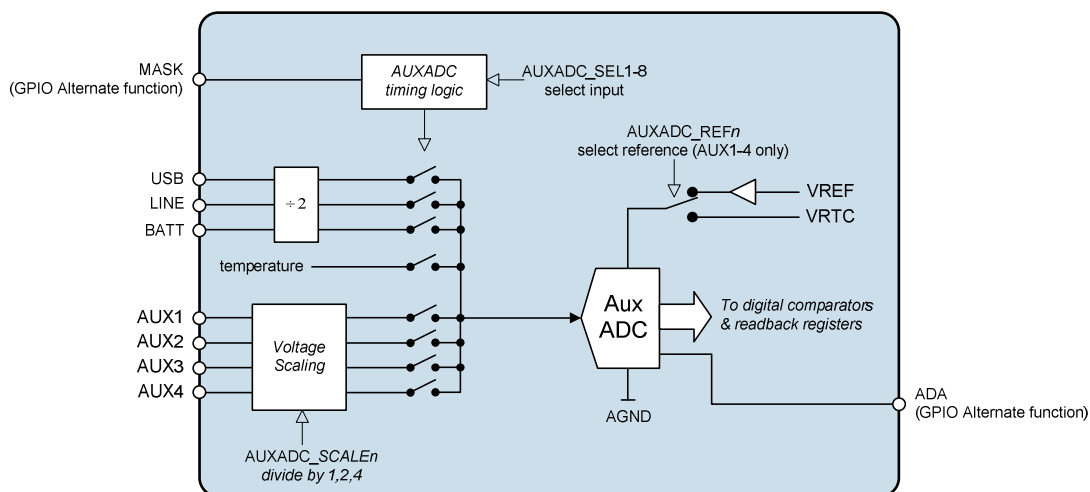 MASK
(GPIO Alternate function)
AUXADC
timing logic
AUXADC_SEL1-8
select input
AUXADC_REFn
select reference (AUX1-4 only)
USB
LINE
BATT
÷ 2
VREF
VRTC
temperature
AUX1
AUX2
AUX3
AUX4
Voltage
Scaling
Aux
ADC
To digital comparators
& readback registers
AGND
ADA
(GPIO Alternate function)
AUXADC_SCALEn
divide by 1,2,4